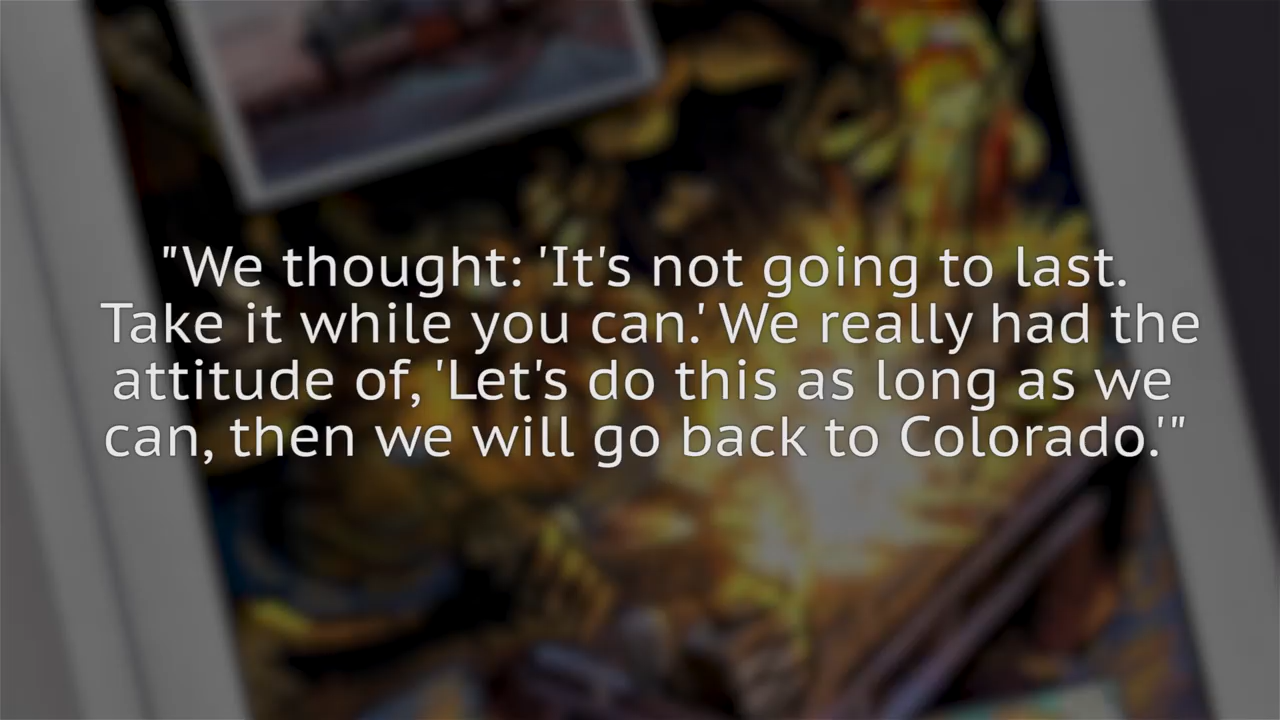 "We thought: 'It's not going to last.
Take it while you can.' We really had the
attitude of, 'Let's do this as long as we
can, then we will go back to Colorado.'"